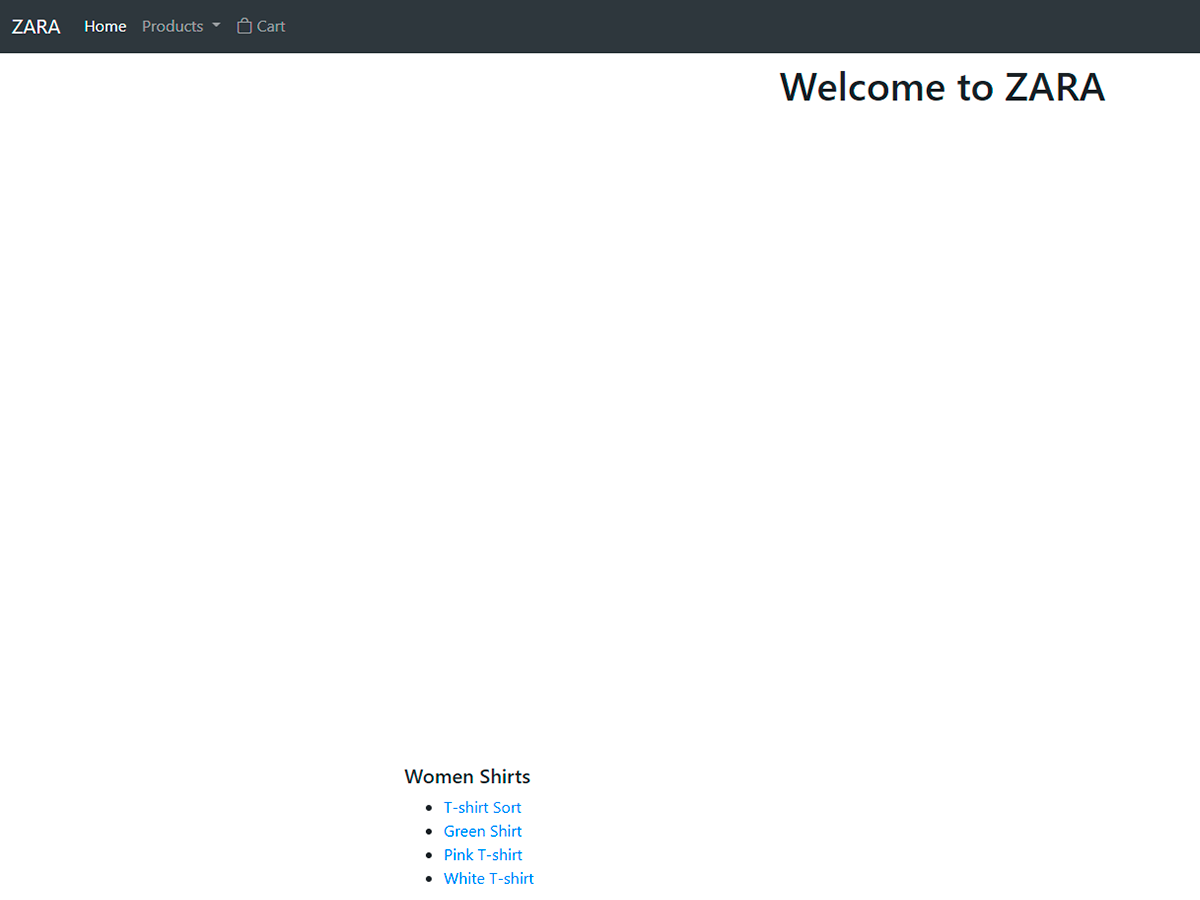 ZARA Home Products Cart
Welcome to ZARA
Women Shirts
T-shirt Sort
Green Shirt
Pink T-shirt
White T-shirt